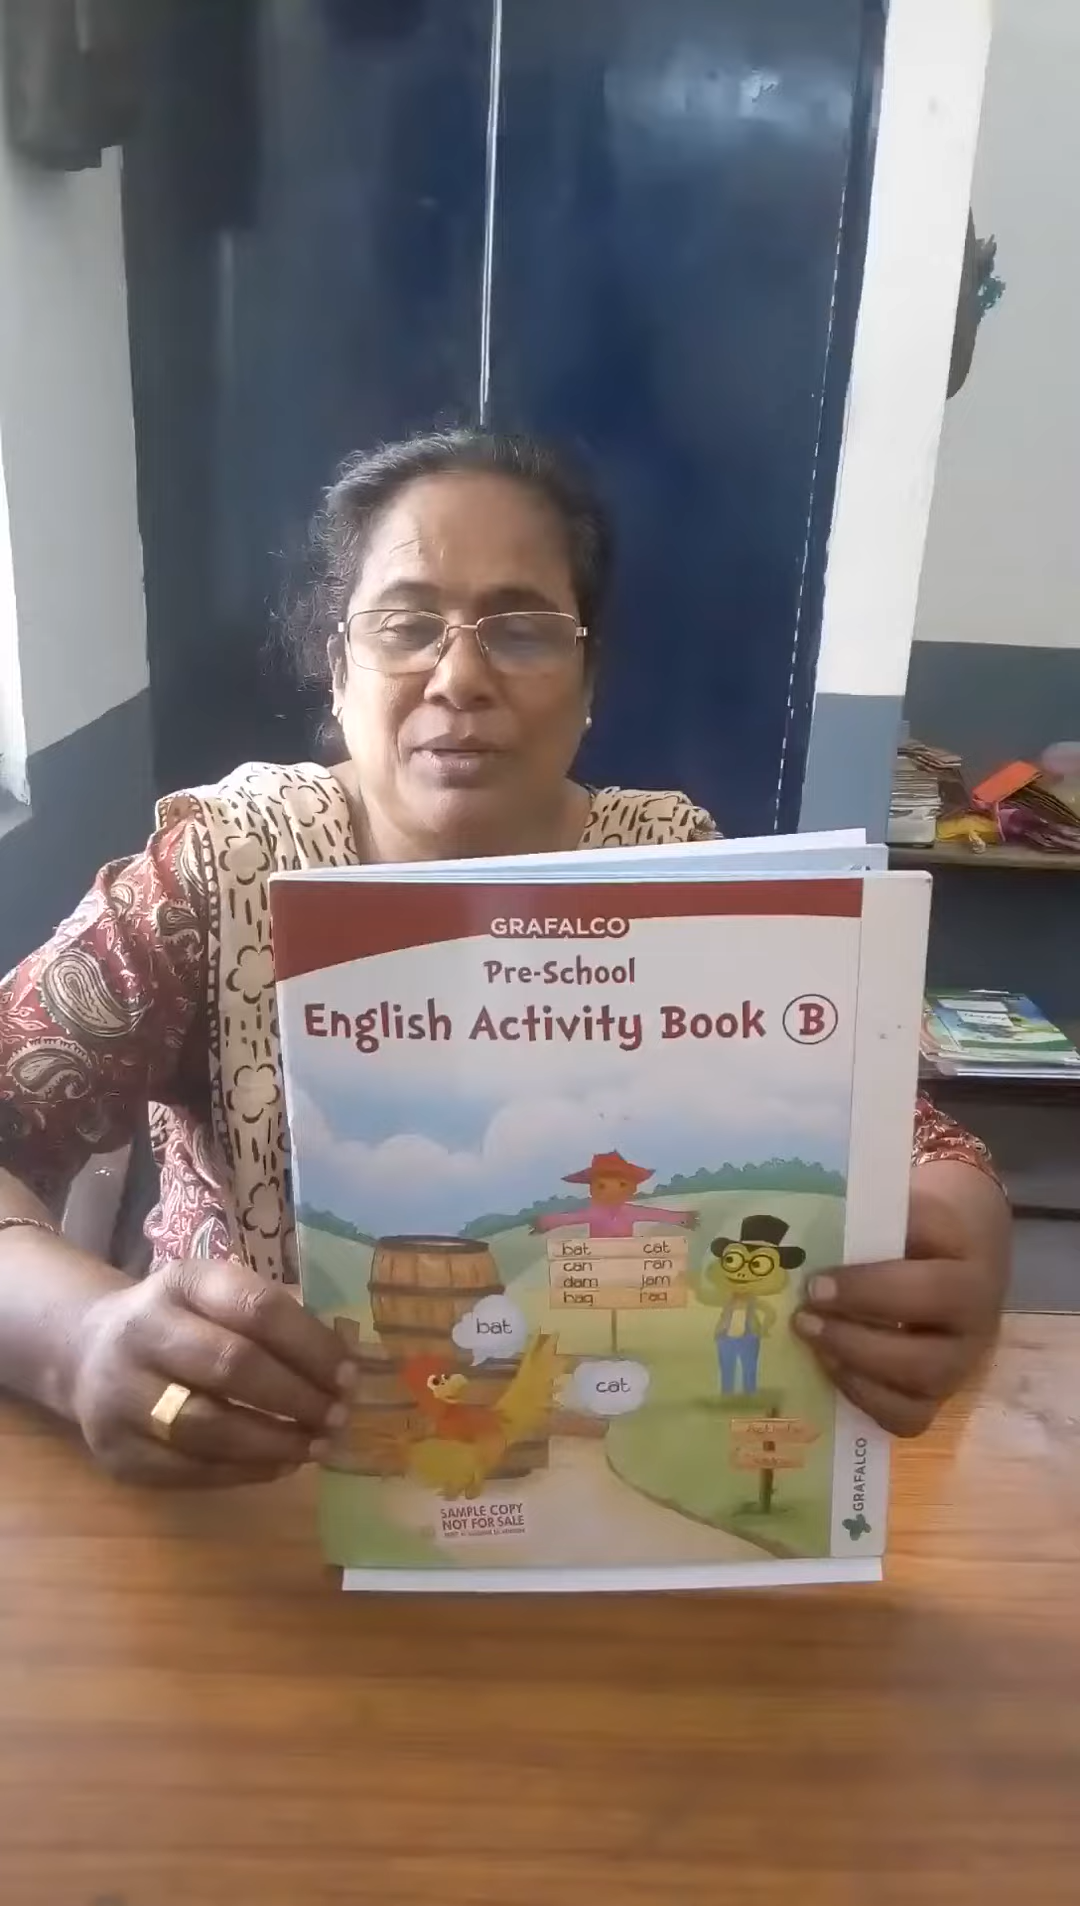 GRAFALCO
Pre-School
English Activity Book B
bat cat
can ran
dam jam
bag rag
bat
cat
SAMPLE COPY
NOT FOR SALE
GRAFALCO